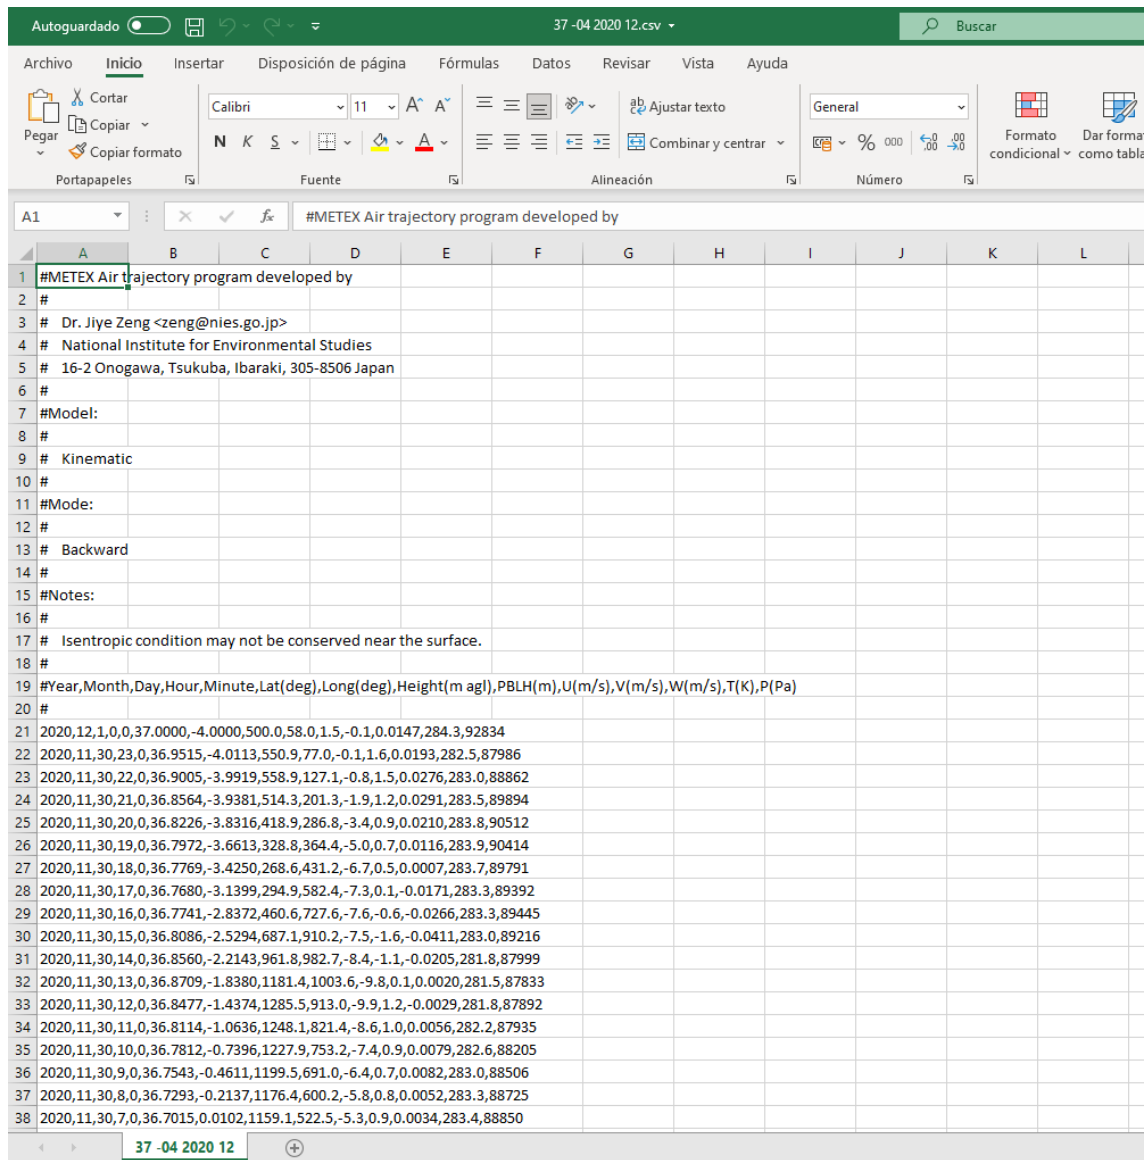 Autoguardado 37 -04 2020 12.csv Buscar
Archivo Inicio Insertar Disposición de página Fórmulas Datos Revisar Vista Ayuda
Pegar Cortar Copiar Copiar formato
Calibri 11 A A
N K S A
ab Ajustar texto
Combinar y centrar
General
% 000 ,00 ,00
Formato condicional Dar forma como tabla
Portapapeles Fuente Alineación Número
A1 fx #METEX Air trajectory program developed by
A B C D E F G H I J K L
1 #METEX Air trajectory program developed by
2 #
3 # Dr. Jiye Zeng <zeng@nies.go.jp>
4 # National Institute for Environmental Studies
5 # 16-2 Onogawa, Tsukuba, Ibaraki, 305-8506 Japan
6 #
7 #Model:
8 #
9 # Kinematic
10 #
11 #Mode:
12 #
13 # Backward
14 #
15 #Notes:
16 #
17 # Isentropic condition may not be conserved near the surface.
18 #
19 #Year,Month,Day,Hour,Minute,Lat(deg),Long(deg),Height(m agl),PBLH(m),U(m/s),V(m/s),W(m/s),T(K),P(Pa)
20 #
21 2020,12,1,0,0,37.0000,-4.0000,500.0,58.0,1.5,-0.1,0.0147,284.3,92834
22 2020,11,30,23,0,36.9515,-4.0113,550.9,77.0,-0.1,1.6,0.0193,282.5,87986
23 2020,11,30,22,0,36.9005,-3.9919,558.9,127.1,-0.8,1.5,0.0276,283.0,88862
24 2020,11,30,21,0,36.8564,-3.9381,514.3,201.3,-1.9,1.2,0.0291,283.5,89894
25 2020,11,30,20,0,36.8226,-3.8316,418.9,286.8,-3.4,0.9,0.0210,283.8,90512
26 2020,11,30,19,0,36.7972,-3.6613,328.8,364.4,-5.0,0.7,0.0116,283.9,90414
27 2020,11,30,18,0,36.7769,-3.4250,268.6,431.2,-6.7,0.5,0.0007,283.7,89791
28 2020,11,30,17,0,36.7680,-3.1399,294.9,582.4,-7.3,0.1,-0.0171,283.3,89392
29 2020,11,30,16,0,36.7741,-2.8372,460.6,727.6,-7.6,-0.6,-0.0266,283.3,89445
30 2020,11,30,15,0,36.8086,-2.5294,687.1,910.2,-7.5,-1.6,-0.0411,283.0,89216
31 2020,11,30,14,0,36.8560,-2.2143,961.8,982.7,-8.4,-1.1,-0.0205,281.8,87999
32 2020,11,30,13,0,36.8709,-1.8380,1181.4,1003.6,-9.8,0.1,0.0020,281.5,87833
33 2020,11,30,12,0,36.8477,-1.4374,1285.5,913.0,-9.9,1.2,-0.0029,281.8,87892
34 2020,11,30,11,0,36.8114,-1.0636,1248.1,821.4,-8.6,1.0,0.0056,282.2,87935
35 2020,11,30,10,0,36.7812,-0.7396,1227.9,753.2,-7.4,0.9,0.0079,282.6,88205
36 2020,11,30,9,0,36.7543,-0.4611,1199.5,691.0,-6.4,0.7,0.0082,283.0,88506
37 2020,11,30,8,0,36.7293,-0.2137,1176.4,600.2,-5.8,0.8,0.0052,283.3,88725
38 2020,11,30,7,0,36.7015,0.0102,1159.1,522.5,-5.3,0.9,0.0034,283.4,88850
37 -04 2020 12